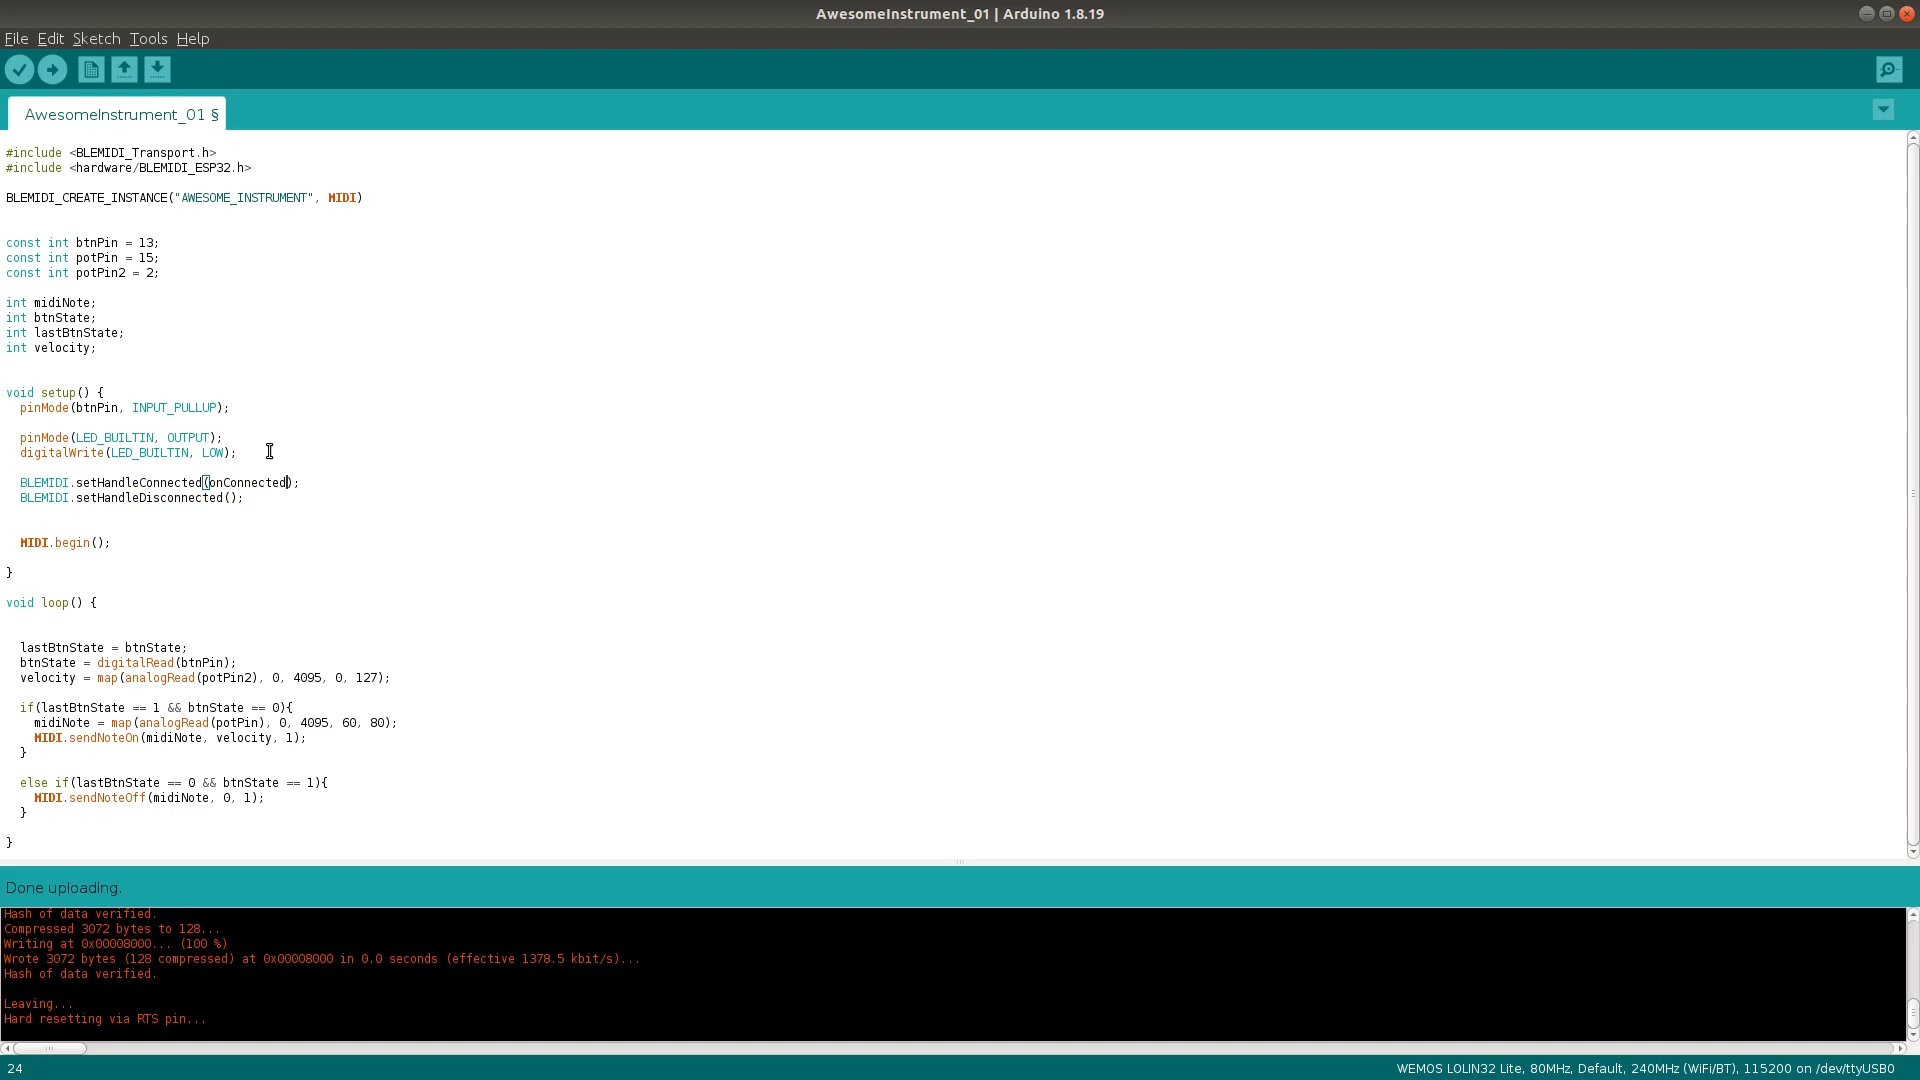 AwesomeInstrument_01 | Arduino 1.8.19
File Edit Sketch Tools Help
AwesomeInstrument_01 §
#include <BLEMIDI_Transport.h>
#include <hardware/BLEMIDI_ESP32.h>
BLEMIDI_CREATE_INSTANCE("AWESOME_INSTRUMENT", MIDI)
const int btnPin = 13;
const int potPin = 15;
const int potPin2 = 2;
int midiNote;
int btnState;
int lastBtnState;
int velocity;
void setup() {
pinMode(btnPin, INPUT_PULLUP);
pinMode(LED_BUILTIN, OUTPUT);
digitalWrite(LED_BUILTIN, LOW);
BLEMIDI.setHandleConnected(onConnected);
BLEMIDI.setHandleDisconnected();
MIDI.begin();
}
void loop() {
lastBtnState = btnState;
btnState = digitalRead(btnPin);
velocity = map(analogRead(potPin2), 0, 4095, 0, 127);
if(lastBtnState == 1 && btnState == 0){
midiNote = map(analogRead(potPin), 0, 4095, 60, 80);
MIDI.sendNoteOn(midiNote, velocity, 1);
}
else if(lastBtnState == 0 && btnState == 1){
MIDI.sendNoteOff(midiNote, 0, 1);
}
}
Done uploading.
Hash of data verified.
Compressed 3072 bytes to 128...
Writing at 0x00008000... (100 %)
Wrote 3072 bytes (128 compressed) at 0x00008000 in 0.0 seconds (effective 1378.5 kbit/s)...
Hash of data verified.
Leaving...
Hard resetting via RTS pin...
24
WEMOS LOLIN32 Lite, 80MHz, Default, 240MHz (WiFi/BT), 115200 on /dev/ttyUSB0